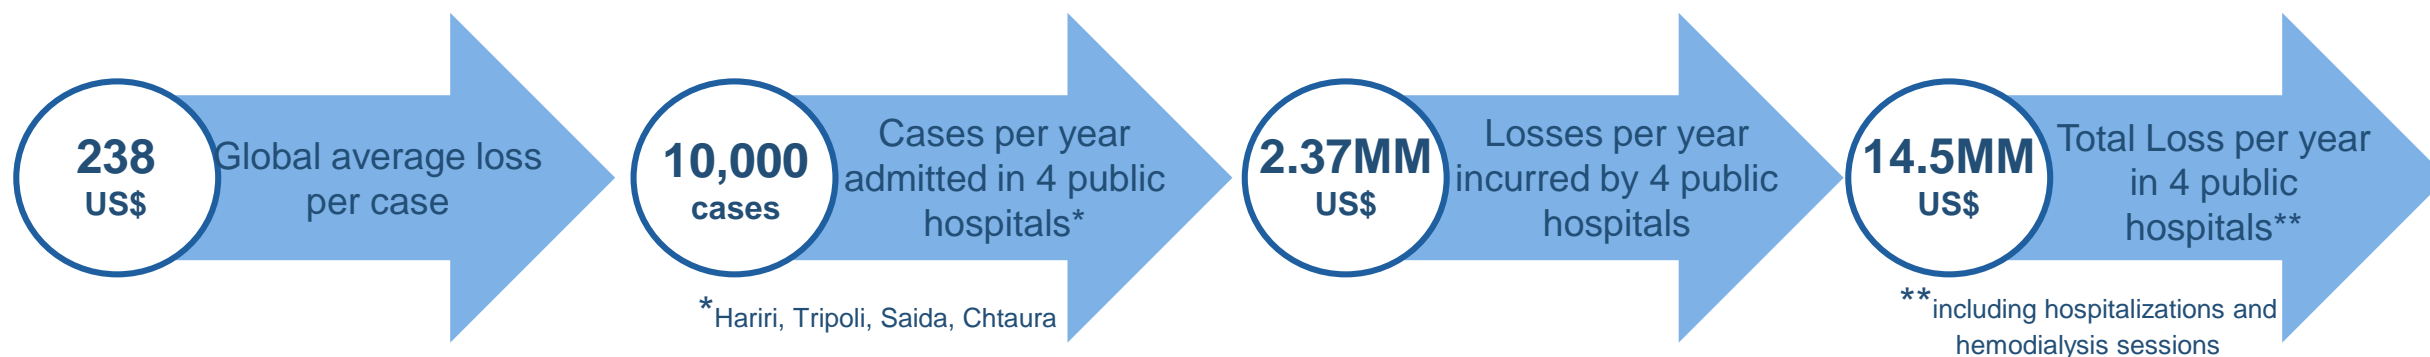 238
US$
Global average loss
per case
10,000
cases
Cases per year
admitted in 4 public
hospitals*
*Hariri, Tripoli, Saida, Chtaura
2.37MM
US$
Losses per year
incurred by 4 public
hospitals
14.5MM
US$
Total Loss per year
in 4 public
hospitals**
**including hospitalizations and
hemodialysis sessions